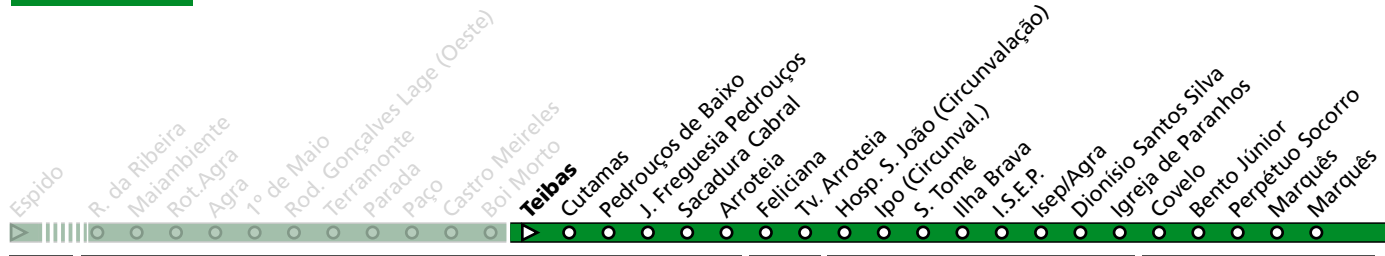 Espido
R. da Ribeira
Maiambiente
Rot.Agra
Agra
1º de Maio
Rod. Gonçalves Lage (Oeste)
Terramonte
Parada
Paço
Castro Meireles
Boi Morto
Teibas
Cutamas
Pedrouços de Baixo
J. Freguesia Pedrouços
Sacadura Cabral
Arroteia
Feliciana
Tv. Arroteia
Hosp. S. João (Circunvalação)
Ipo (Circunval.)
S. Tomé
Ilha Brava
I.S.E.P.
Isep/Agra
Dionisio Santos Silva
Igreja de Paranhos
Covelo
Bento Júnior
Perpétuo Socorro
Marquês
Marquês